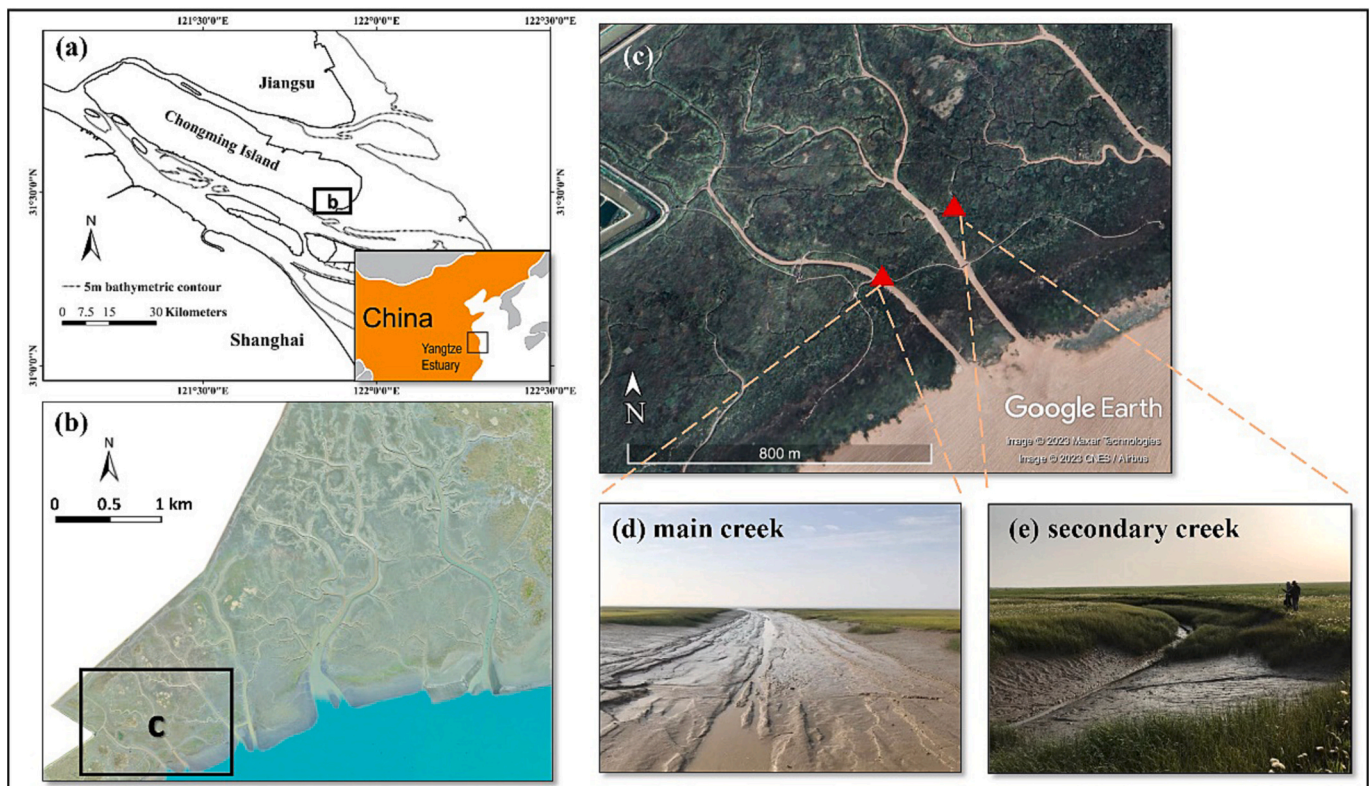 121°30'0"E
122°0'0"E
122°30'0"E
(a)
Jiangsu
Chongming Island
b
31°30'0"N
31°30'0"N
N
5m bathymetric contour
0 7.5 15 30 Kilometers
Shanghai
China
Yangtze
Estuary
31°0'0"N
31°0'0"N
121°30'0"E
122°0'0"E
122°30'0"E
(b)
N
0 0.5 1 km
C
(c)
N
800 m
Google Earth
Image © 2023 Maxar Technologies
Image © 2023 CNES / Airbus
(d) main creek
(e) secondary creek